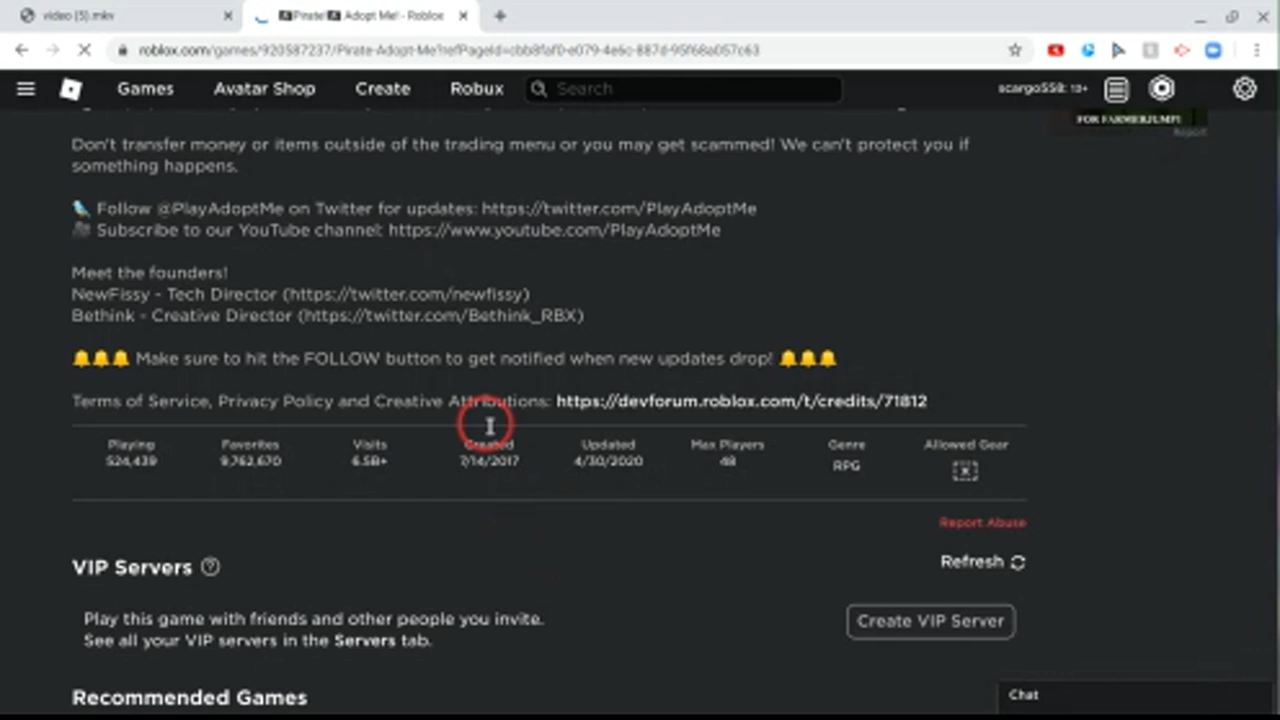 video (5).mkv
Pirate Adopt Me! - Roblox
roblox.com/games/920587237/Pirate-Adopt-Me?refPageId=cbb8faf0-e079-4e6c-887d-95f68a057c63
Games Avatar Shop Create Robux Search scargo558: 13+
FOR FARMERJUMP!
Report
Don't transfer money or items outside of the trading menu or you may get scammed! We can't protect you if
something happens.
Follow @PlayAdoptMe on Twitter for updates: https://twitter.com/PlayAdoptMe
Subscribe to our YouTube channel: https://www.youtube.com/PlayAdoptMe
Meet the founders!
NewFissy - Tech Director (https://twitter.com/newfissy)
Bethink - Creative Director (https://twitter.com/Bethink_RBX)
🔔🔔🔔 Make sure to hit the FOLLOW button to get notified when new updates drop! 🔔🔔🔔
Terms of Service, Privacy Policy and Creative Attributions: https://devforum.roblox.com/t/credits/71812
Playing Favorites Visits Created Updated Max Players Genre Allowed Gear
524,439 9,762,670 6.5B+ 7/14/2017 4/30/2020 48 RPG
Report Abuse
VIP Servers
Refresh
Play this game with friends and other people you invite.
See all your VIP servers in the Servers tab.
Create VIP Server
Recommended Games
Chat